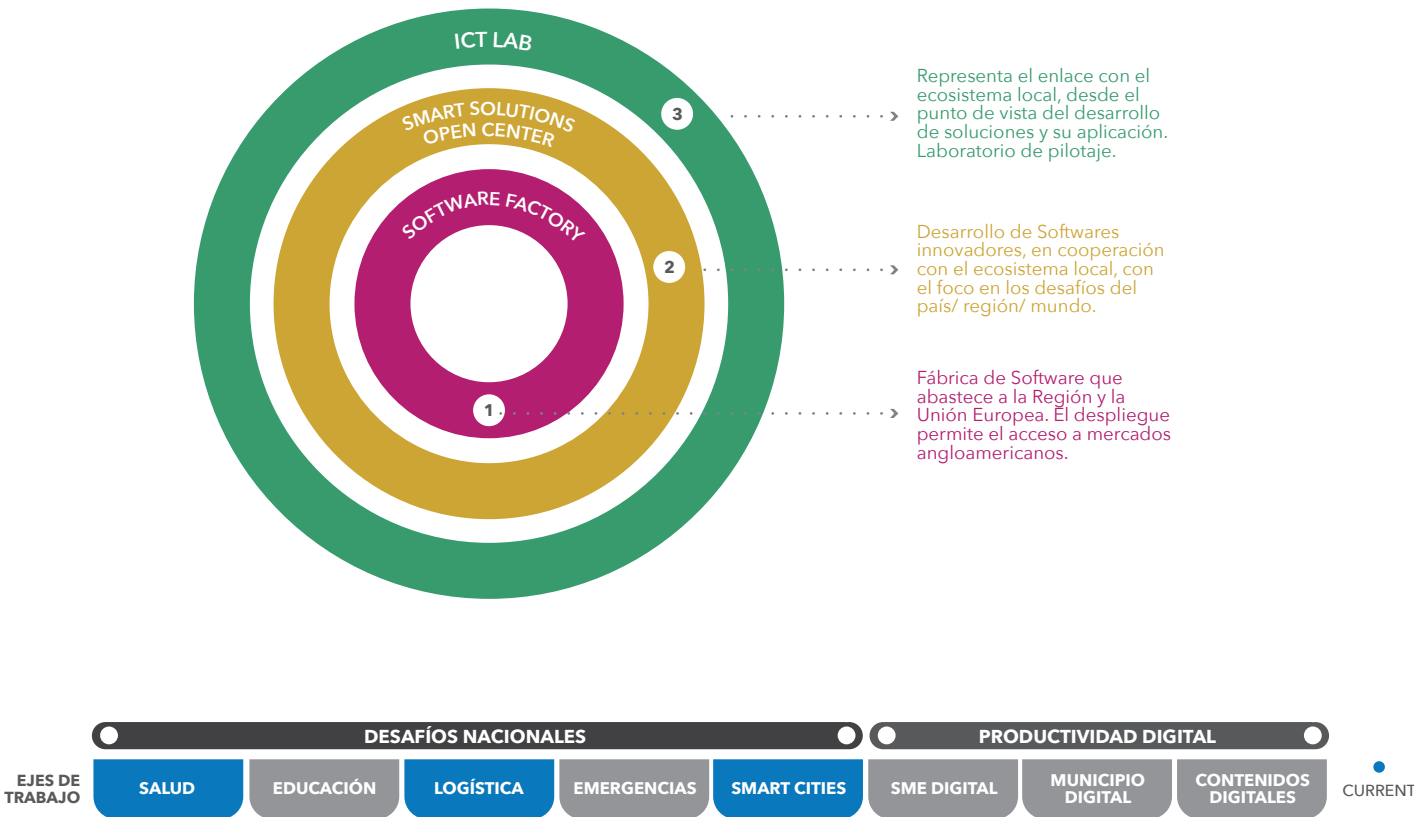 ICT LAB
SMART SOLUTIONS
OPEN CENTER
SOFTWARE FACTORY
3
Representa el enlace con el
ecosistema local, desde el
punto de vista del desarrollo
de soluciones y su aplicación.
Laboratorio de pilotaje.
2
Desarrollo de Softwares
innovadores, en cooperación
con el ecosistema local, con
el foco en los desafíos del
país/ región/ mundo.
1
Fábrica de Software que
abastece a la Región y la
Unión Europea. El despliegue
permite el acceso a mercados
angloamericanos.
DESAFÍOS NACIONALES
PRODUCTIVIDAD DIGITAL
EJES DE
TRABAJO
SALUD
EDUCACIÓN
LOGÍSTICA
EMERGENCIAS
SMART CITIES
SME DIGITAL
MUNICIPIO
DIGITAL
CONTENIDOS
DIGITALES
CURRENT